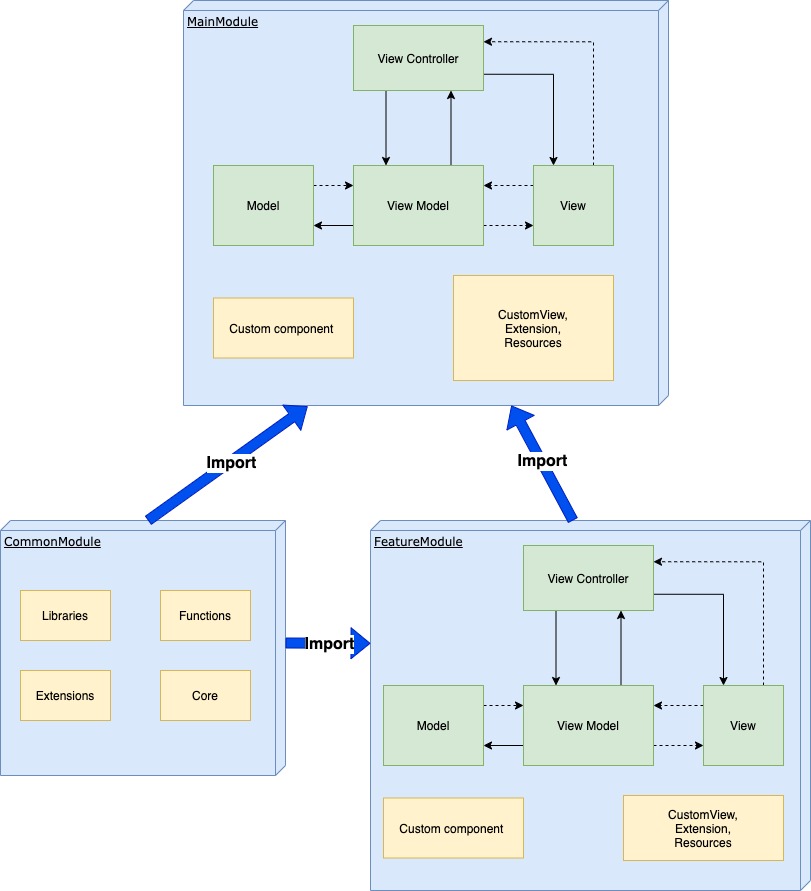 MainModule
View Controller
Model
View Model
View
Custom component
CustomView,
Extension,
Resources
Import
Import
CommonModule
Libraries
Functions
Extensions
Core
Import
FeatureModule
View Controller
Model
View Model
View
Custom component
CustomView,
Extension,
Resources